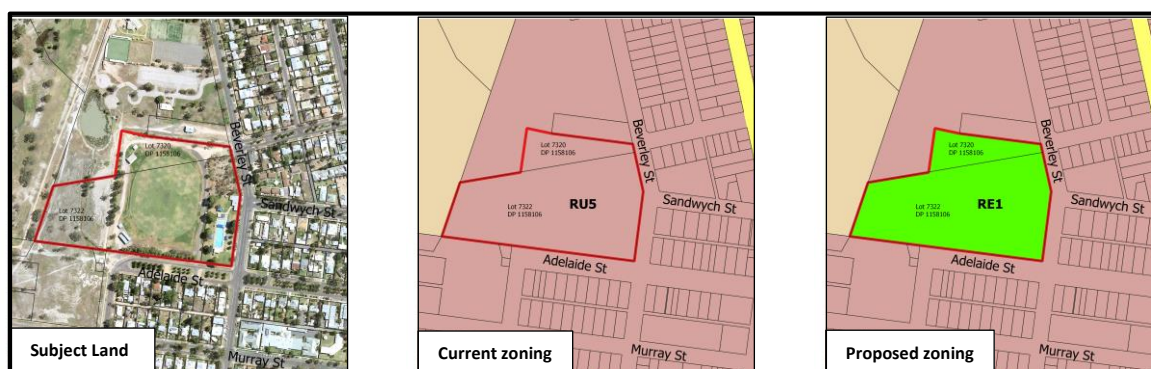 Lot 7320
DP 1158106
Beverley St
Lot 7322
DP 1158106
Sandwych St
Adelaide St
Murray St
Subject Land
Lot 7320
DP 1158106
Beverley St
Lot 7322
DP 1158106
RU5
Sandwych St
Adelaide St
Murray St
Current zoning
Lot 7320
DP 1158106
Beverley St
Lot 7322
DP 1158106
RE1
Sandwych St
Adelaide St
Murray St
Proposed zoning